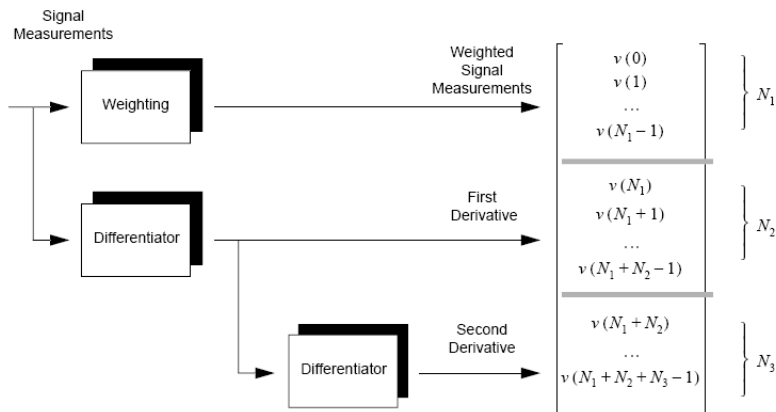 Signal
Measurements
Weighting
Weighted
Signal
Measurements
v(0)
v(1)
...
v(N₁−1)
N₁
Differentiator
First
Derivative
v(N₁)
v(N₁+1)
...
v(N₁+N₂−1)
N₂
Differentiator
Second
Derivative
v(N₁+N₂)
...
v(N₁+N₂+N₃−1)
N₃